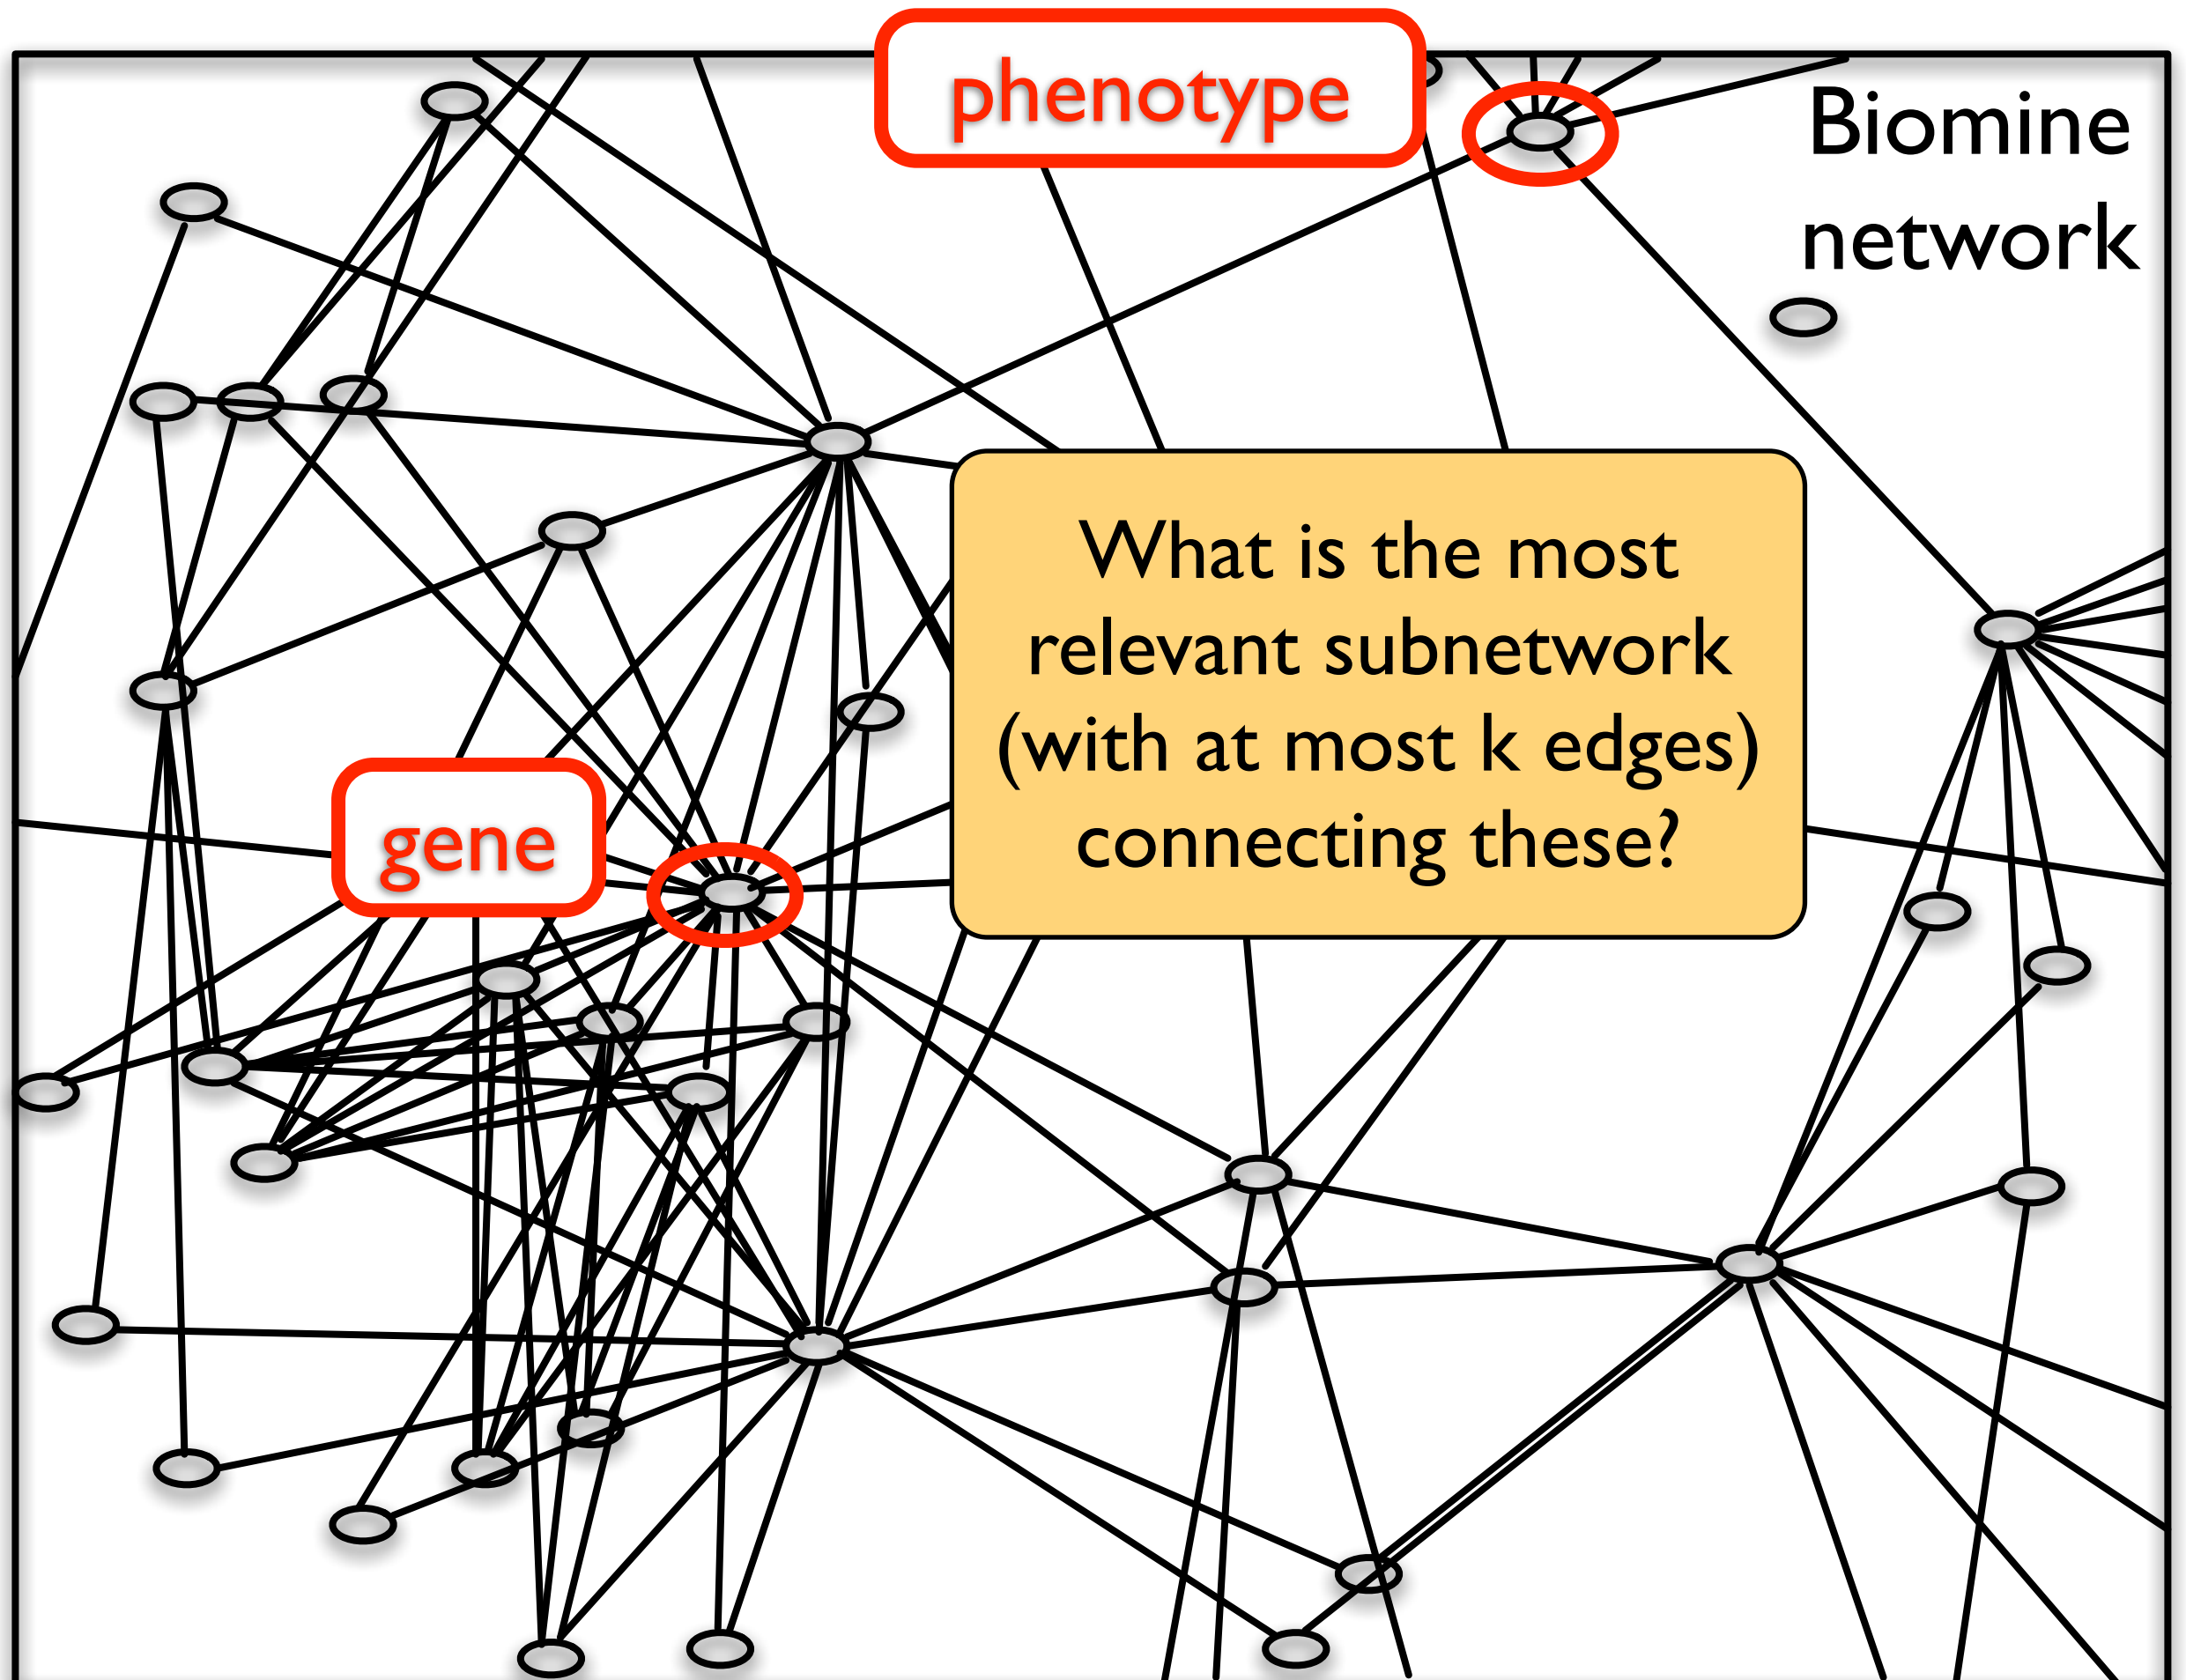 phenotype
Biomine
network
What is the most
relevant subnetwork
(with at most k edges)
connecting these?
gene